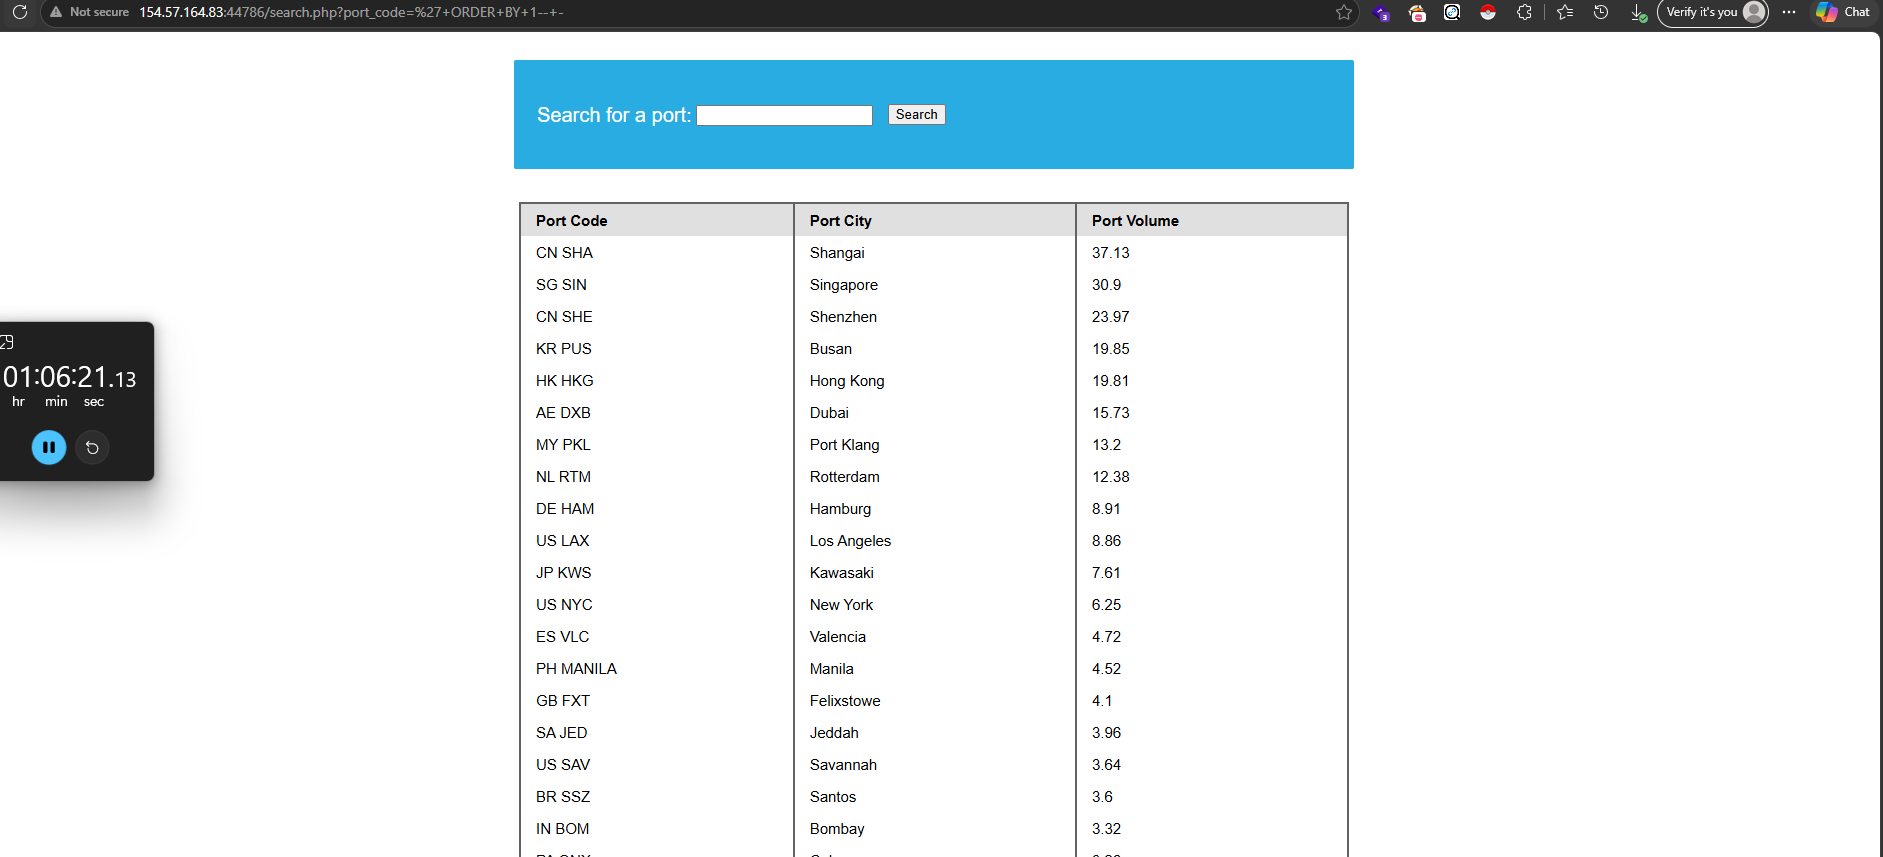 Not secure 154.57.164.83:44786/search.php?port_code=%27+ORDER+BY+1--+- 3 Verify it's you Chat
Search for a port: Search
Port Code Port City Port Volume
CN SHA Shangai 37.13
SG SIN Singapore 30.9
CN SHE Shenzhen 23.97
KR PUS Busan 19.85
01:06:21.13
hr min sec
HK HKG Hong Kong 19.81
AE DXB Dubai 15.73
MY PKL Port Klang 13.2
NL RTM Rotterdam 12.38
DE HAM Hamburg 8.91
US LAX Los Angeles 8.86
JP KWS Kawasaki 7.61
US NYC New York 6.25
ES VLC Valencia 4.72
PH MANILA Manila 4.52
GB FXT Felixstowe 4.1
SA JED Jeddah 3.96
US SAV Savannah 3.64
BR SSZ Santos 3.6
IN BOM Bombay 3.32